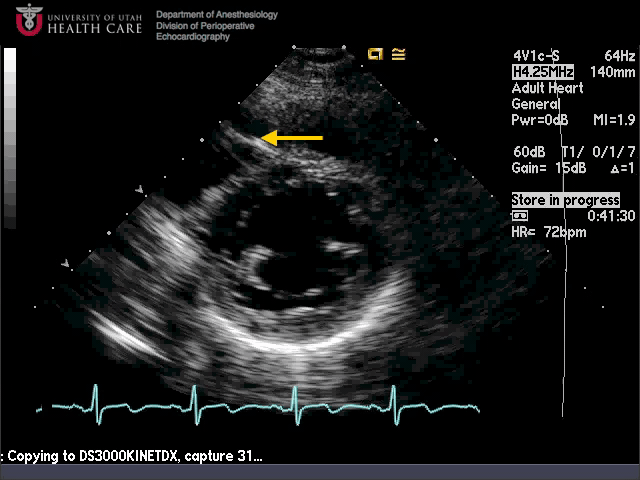 UNIVERSITY OF UTAH
HEALTH CARE
Department of Anesthesiology
Division of Perioperative
Echocardiography
4V1c-S 64Hz
H4.25MHz 140mm
Adult Heart
General
Pwr=0dB MI=1.9
60dB T1/ 0/1/7
Gain= 15dB Δ=1
Store in progress
0:41:30
HR= 72bpm
: Copying to DS3000KINETDX, capture 31...